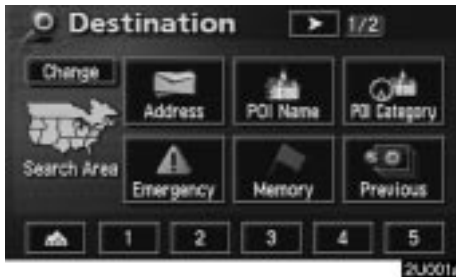 Destination 1/2
Change
Address POI Name POI Category
Search Area
Emergency Memory Previous
1 2 3 4 5
2U001